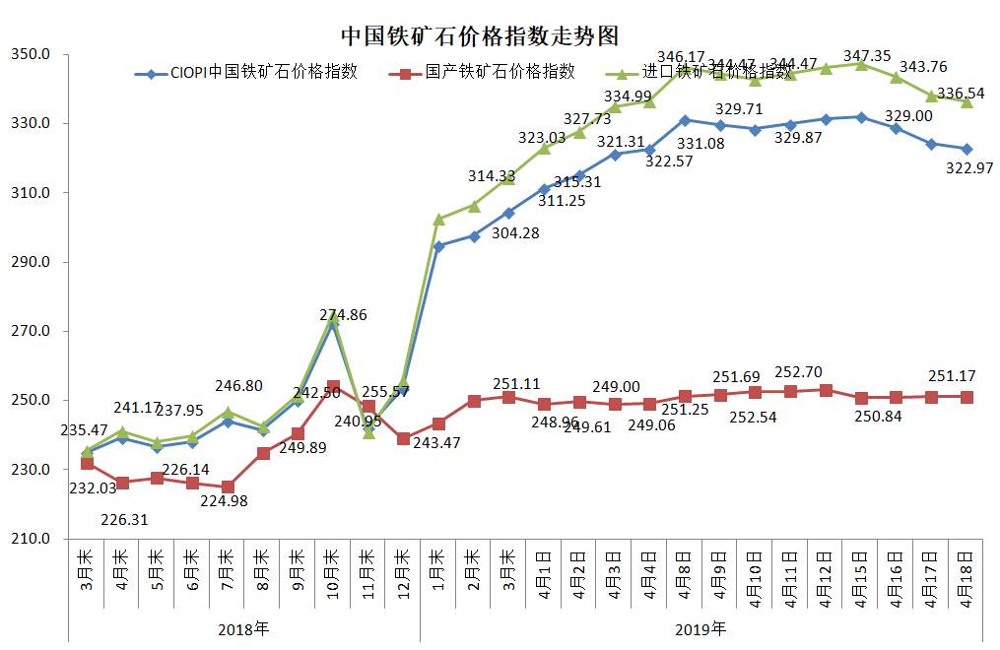 中国铁矿石价格指数走势图
CIOPI中国铁矿石价格指数 国产铁矿石价格指数 进口铁矿石价格指数
350.0
330.0
310.0
290.0
270.0
250.0
230.0
210.0
235.47
241.17
237.95
246.80
242.50
274.86
240.95
255.57
314.33
323.03
327.73
334.99
346.17
344.47
344.47
347.35
343.76
336.54
304.28
311.25
315.31
321.31
322.57
331.08
329.71
329.87
329.00
322.97
232.03
226.31
226.14
224.98
249.89
243.47
251.11
248.96
249.61
249.00
249.06
251.25
251.69
252.54
252.70
250.84
251.17
3月末
4月末
5月末
6月末
7月末
8月末
9月末
10月末
11月末
12月末
1月末
2月末
3月末
4月1日
4月2日
4月3日
4月4日
4月8日
4月9日
4月10日
4月11日
4月12日
4月15日
4月16日
4月17日
4月18日
2018年 2019年